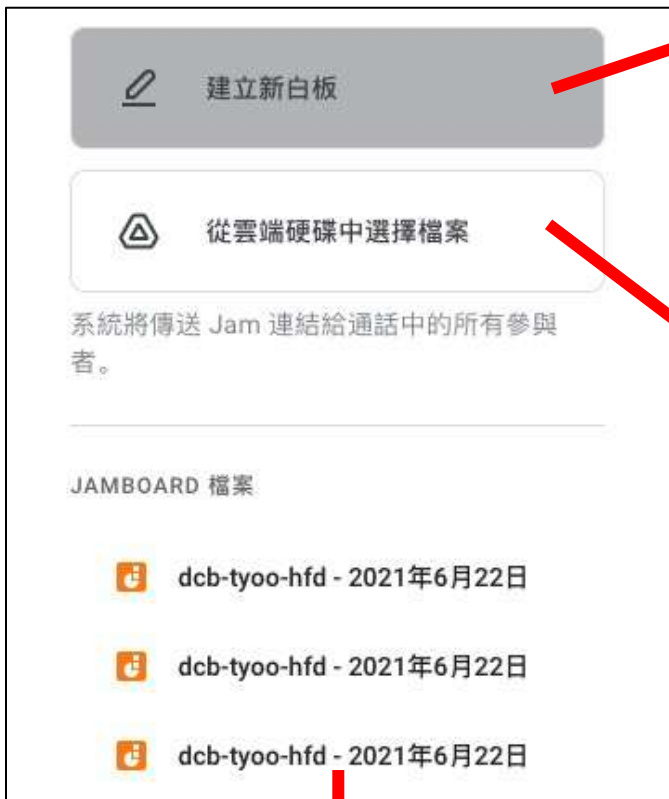 建立新白板
從雲端硬碟中選擇檔案
系統將傳送 Jam 連結給通話中的所有參與
者。
JAMBOARD 檔案
dcb-tyoo-hfd - 2021年6月22日
dcb-tyoo-hfd - 2021年6月22日
dcb-tyoo-hfd - 2021年6月22日